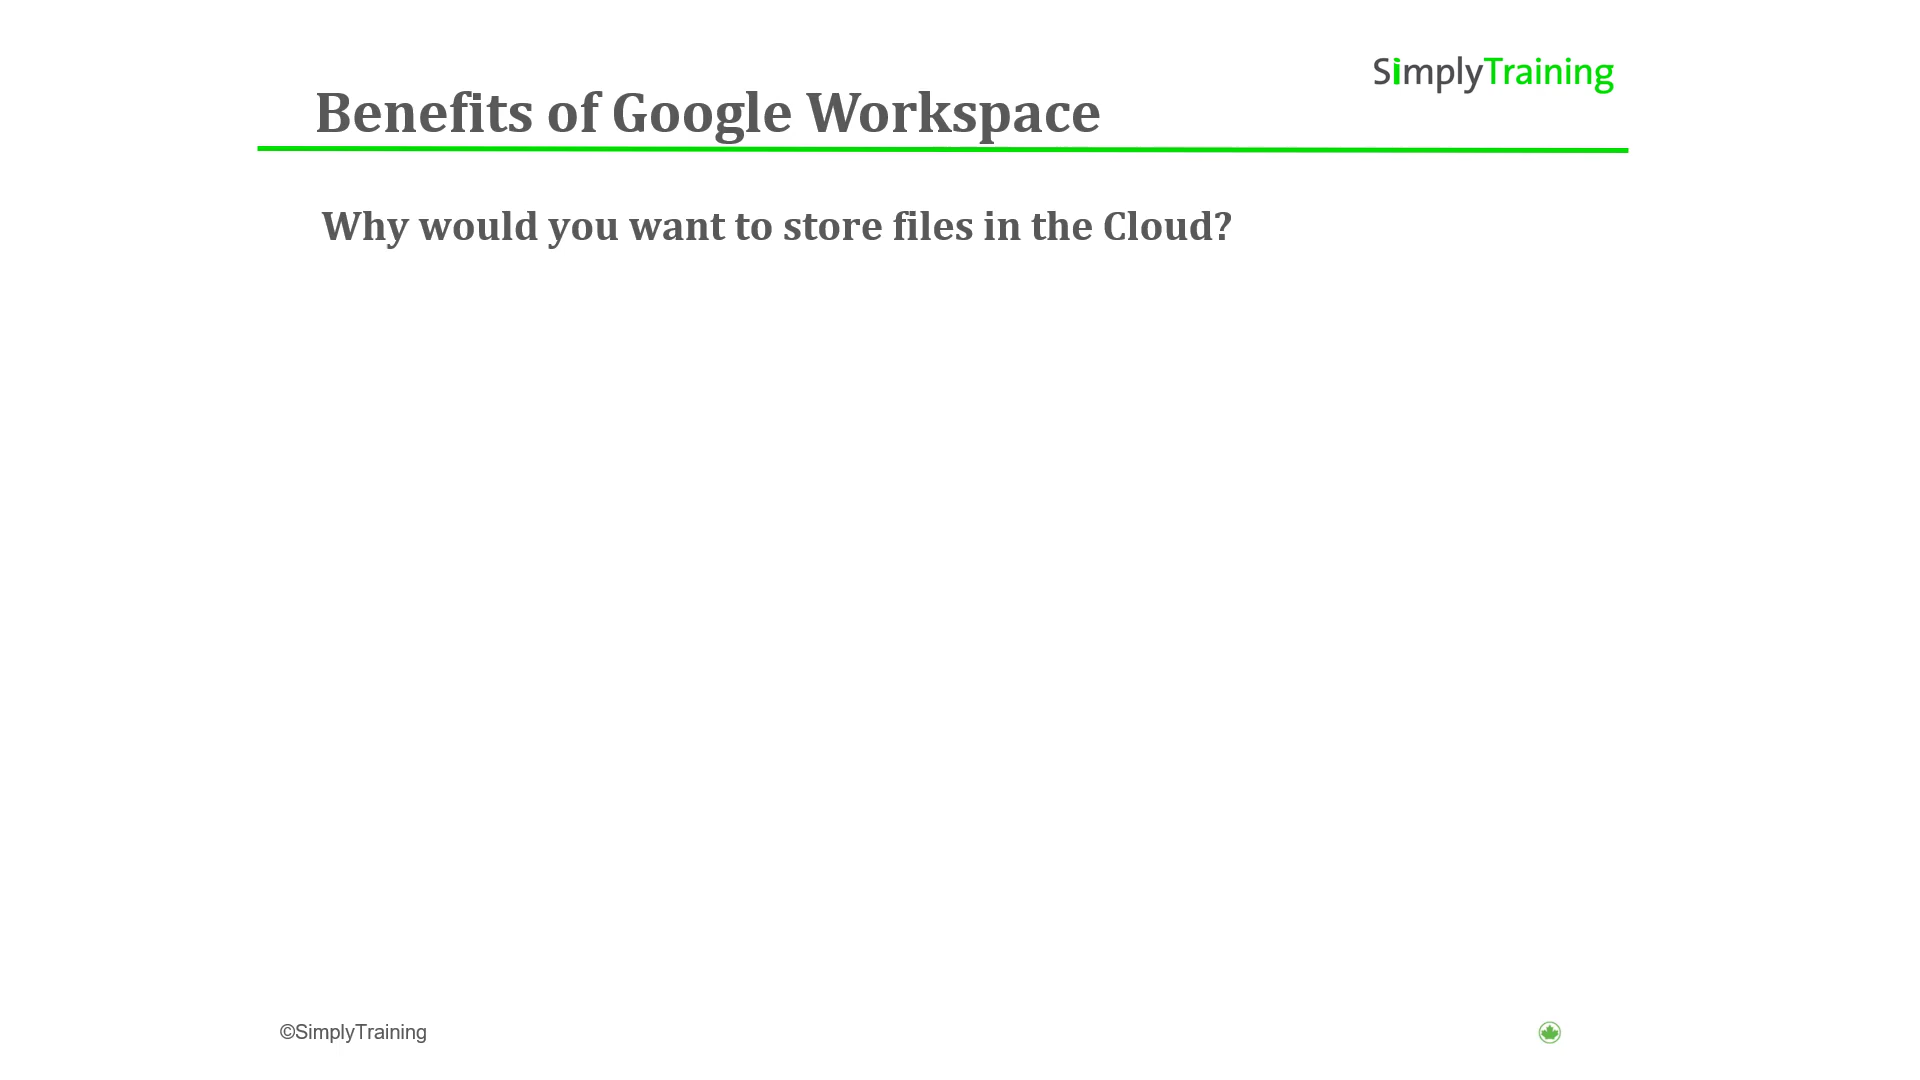 SimplyTraining
Benefits of Google Workspace
Why would you want to store files in the Cloud?
©SimplyTraining